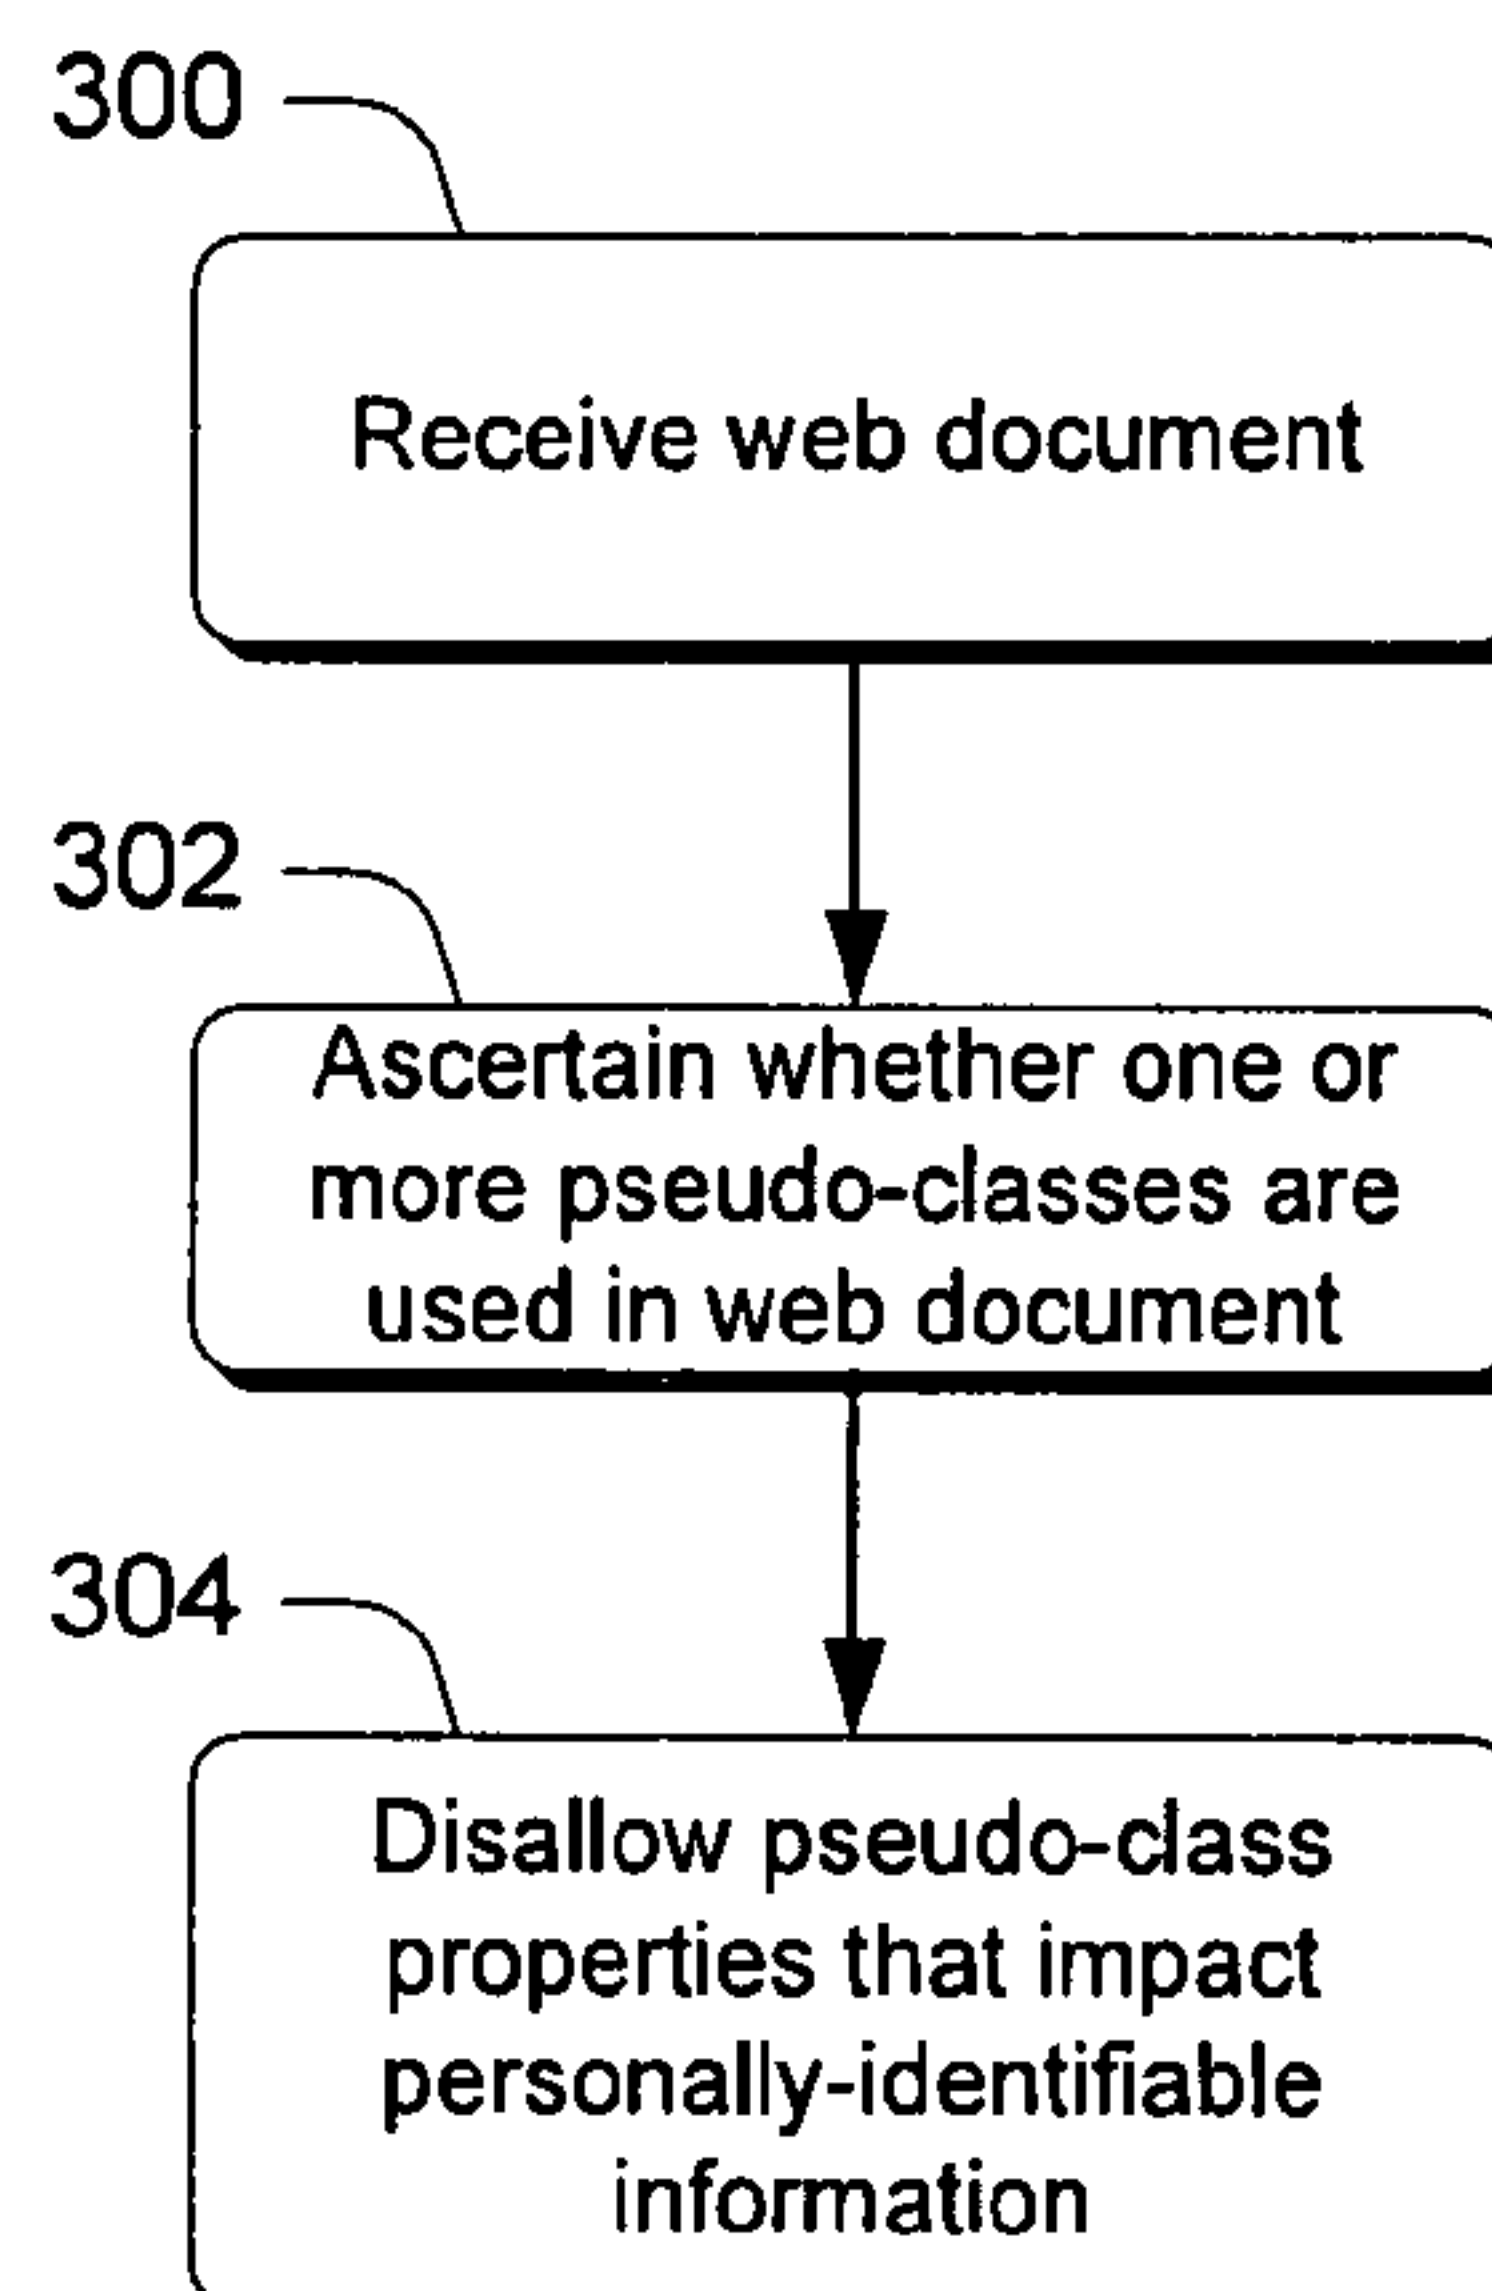 300
Receive web document
302
Ascertain whether one or
more pseudo-classes are
used in web document
304
Disallow pseudo-class
properties that impact
personally-identifiable
information